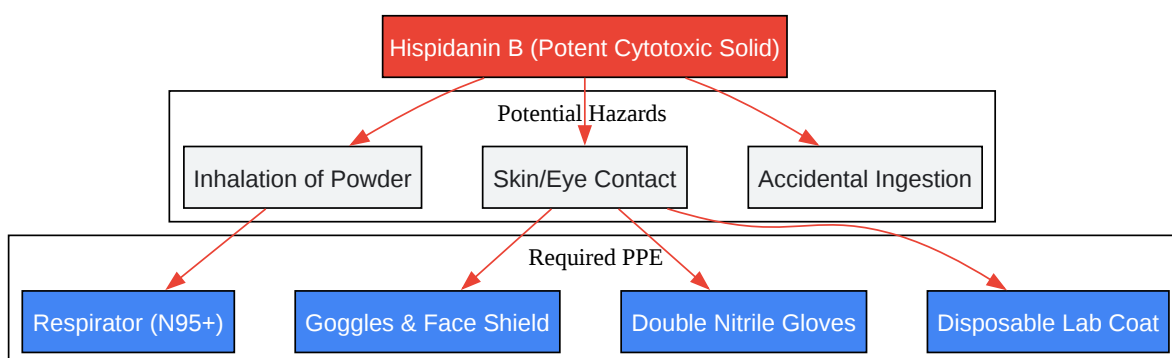 Hispidanin B (Potent Cytotoxic Solid)
Potential Hazards
Inhalation of Powder
Skin/Eye Contact
Accidental Ingestion
Required PPE
Respirator (N95+)
Goggles & Face Shield
Double Nitrile Gloves
Disposable Lab Coat